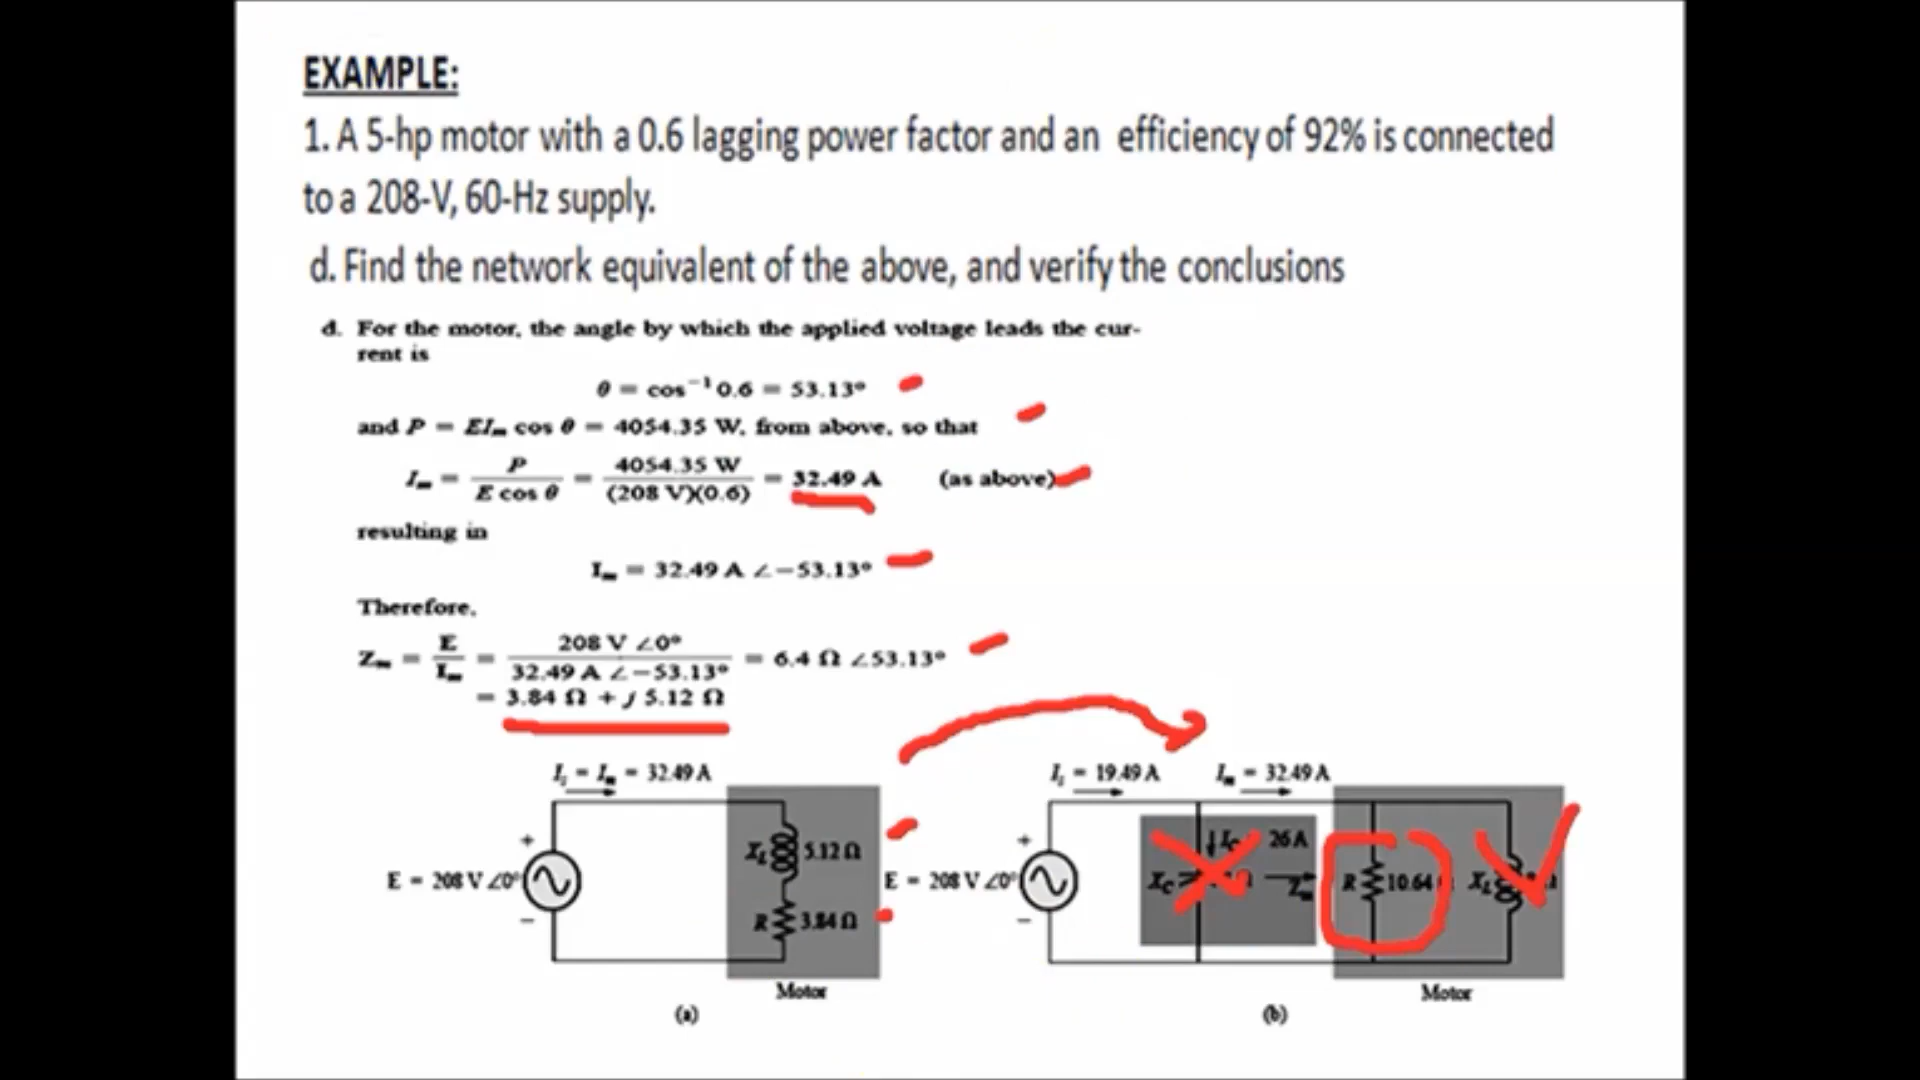 EXAMPLE:
1. A 5-hp motor with a 0.6 lagging power factor and an efficiency of 92% is connected
to a 208-V, 60-Hz supply.
d. Find the network equivalent of the above, and verify the conclusions
d. For the motor, the angle by which the applied voltage leads the cur-
rent is
θ = cos⁻¹ 0.6 = 53.13°
and P = EIₘ cos θ = 4054.35 W, from above, so that
Iₘ = P / E cos θ = 4054.35 W / (208 V)(0.6) = 32.49 A (as above)
resulting in
Iₘ = 32.49 A ∠−53.13°
Therefore,
Zₘ = E / Iₘ = 208 V ∠0° / 32.49 A ∠−53.13° = 6.4 Ω ∠53.13°
= 3.84 Ω + j 5.12 Ω
Iₛ = Iₘ = 32.49 A
+
X_L 5.12 Ω
E = 208 V ∠0°
R 3.84 Ω
−
Motor
(a)
Iₛ = 19.49 A Iₘ = 32.49 A
+
I_C 26 A
E = 208 V ∠0°
X_C Zₘ R 10.64 X_L Ω
−
Motor
(b)